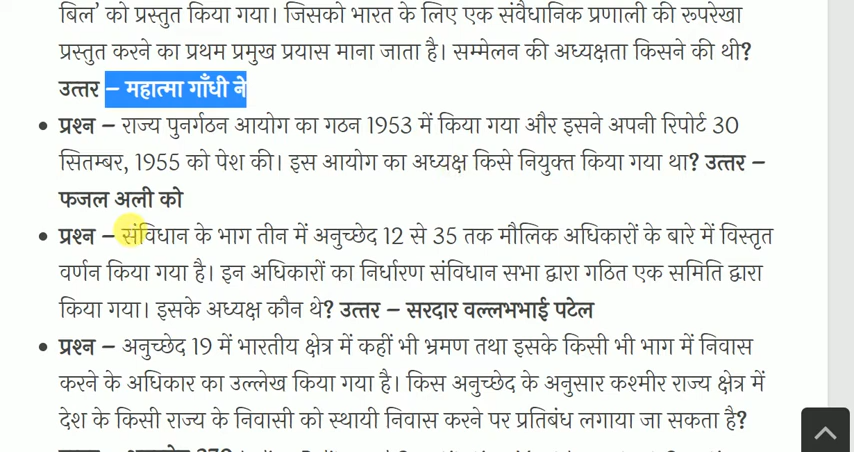 बिल’ को प्रस्तुत किया गया। जिसको भारत के लिए एक संवैधानिक प्रणाली की रूपरेखा
प्रस्तुत करने का प्रथम प्रमुख प्रयास माना जाता है। सम्मेलन की अध्यक्षता किसने की थी?
उत्तर – महात्मा गाँधी ने
प्रश्न – राज्य पुनर्गठन आयोग का गठन 1953 में किया गया और इसने अपनी रिपोर्ट 30
सितम्बर, 1955 को पेश की। इस आयोग का अध्यक्ष किसे नियुक्त किया गया था? उत्तर –
फजल अली को
प्रश्न – संविधान के भाग तीन में अनुच्छेद 12 से 35 तक मौलिक अधिकारों के बारे में विस्तृत
वर्णन किया गया है। इन अधिकारों का निर्धारण संविधान सभा द्वारा गठित एक समिति द्वारा
किया गया। इसके अध्यक्ष कौन थे? उत्तर – सरदार वल्लभभाई पटेल
प्रश्न – अनुच्छेद 19 में भारतीय क्षेत्र में कहीं भी भ्रमण तथा इसके किसी भी भाग में निवास
करने के अधिकार का उल्लेख किया गया है। किस अनुच्छेद के अनुसार कश्मीर राज्य क्षेत्र में
देश के किसी राज्य के निवासी को स्थायी निवास करने पर प्रतिबंध लगाया जा सकता है?